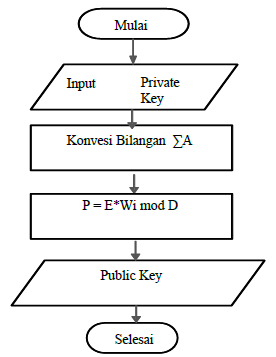 Mulai
Input Private
Key
Konvesi Bilangan ∑A
P = E*Wi mod D
Public Key
Selesai